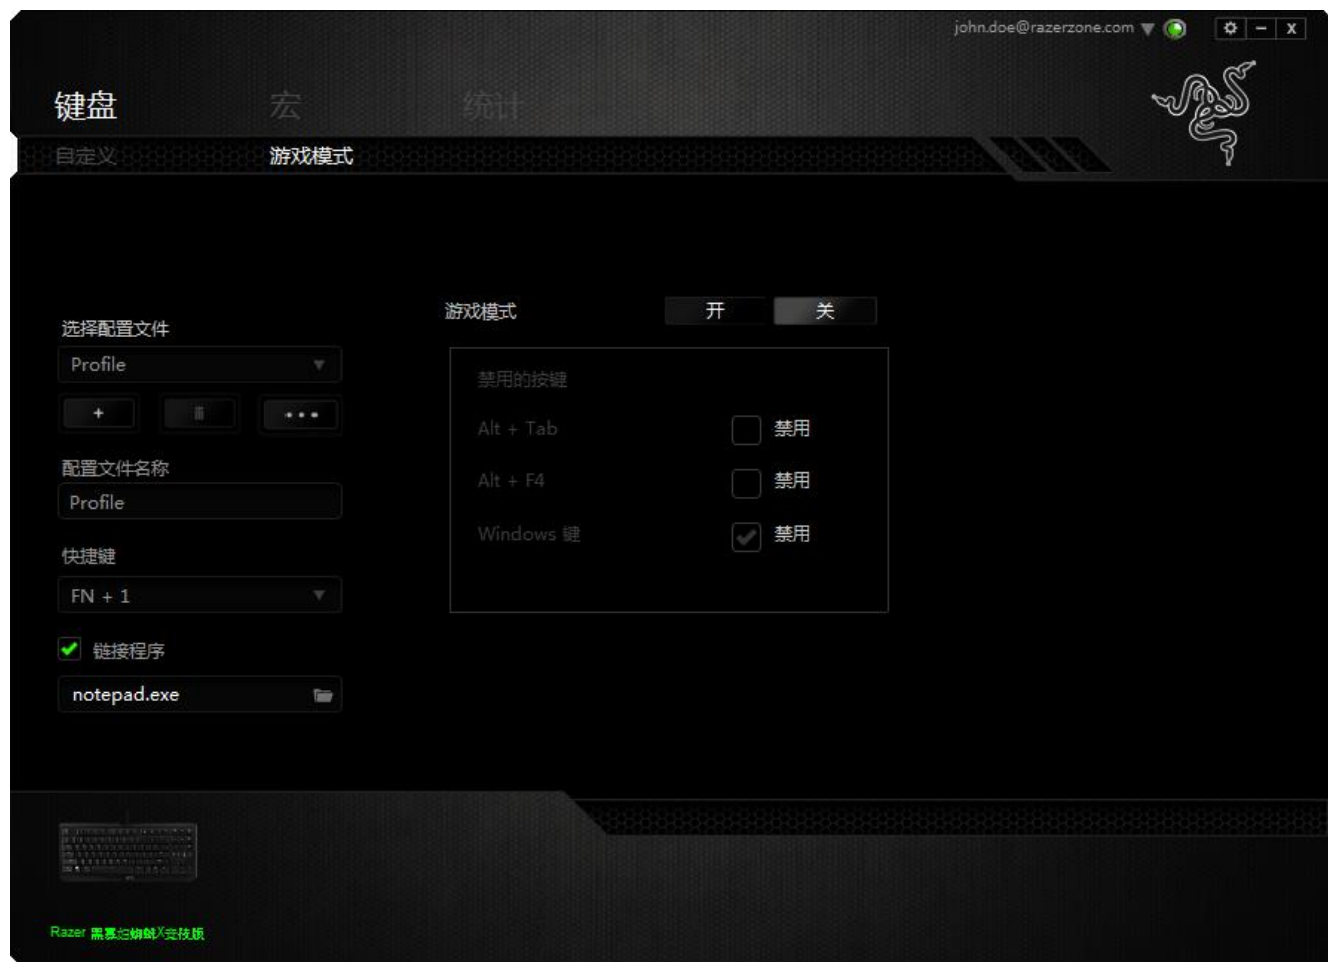 john.doe@razerzone.com
键盘 宏 统计
自定义 游戏模式
游戏模式 开 关
选择配置文件
Profile
配置文件名称
Profile
快捷键
FN + 1
链接程序
notepad.exe
禁用的按键
Alt + Tab 禁用
Alt + F4 禁用
Windows 键 禁用
Razer 黑寡妇蜘蛛X竞技版